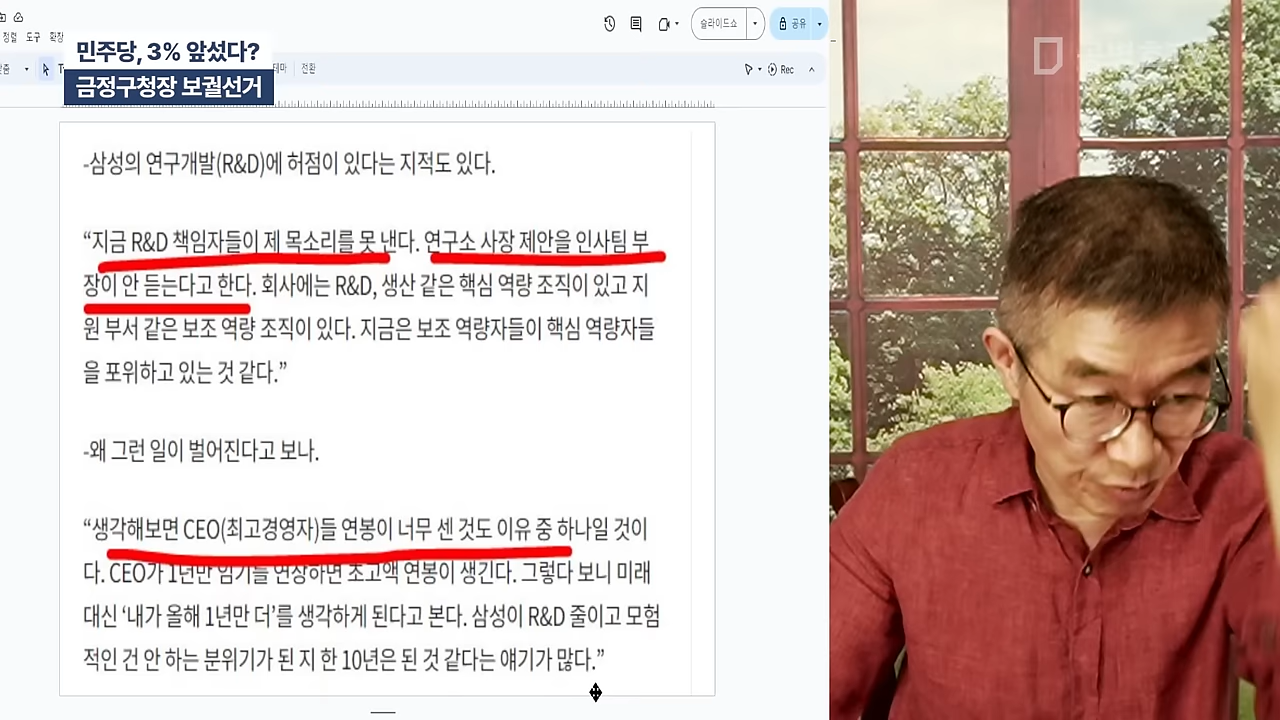 정렬 도구 확장
슬라이드쇼
공유
민주당, 3% 앞섰다?
금정구청장 보궐선거
테마 전환
Rec
-삼성의 연구개발(R&D)에 허점이 있다는 지적도 있다.
“지금 R&D 책임자들이 제 목소리를 못 낸다. 연구소 사장 제안을 인사팀 부
장이 안 듣는다고 한다. 회사에는 R&D, 생산 같은 핵심 역량 조직이 있고 지
원 부서 같은 보조 역량 조직이 있다. 지금은 보조 역량자들이 핵심 역량자들
을 포위하고 있는 것 같다.”
-왜 그런 일이 벌어진다고 보나.
“생각해보면 CEO(최고경영자)들 연봉이 너무 센 것도 이유 중 하나일 것이
다. CEO가 1년만 임기를 연장하면 초고액 연봉이 생긴다. 그렇다 보니 미래
대신 ‘내가 올해 1년만 더’를 생각하게 된다고 본다. 삼성이 R&D 줄이고 모험
적인 건 안 하는 분위기가 된 지 한 10년은 된 것 같다는 얘기가 많다.”